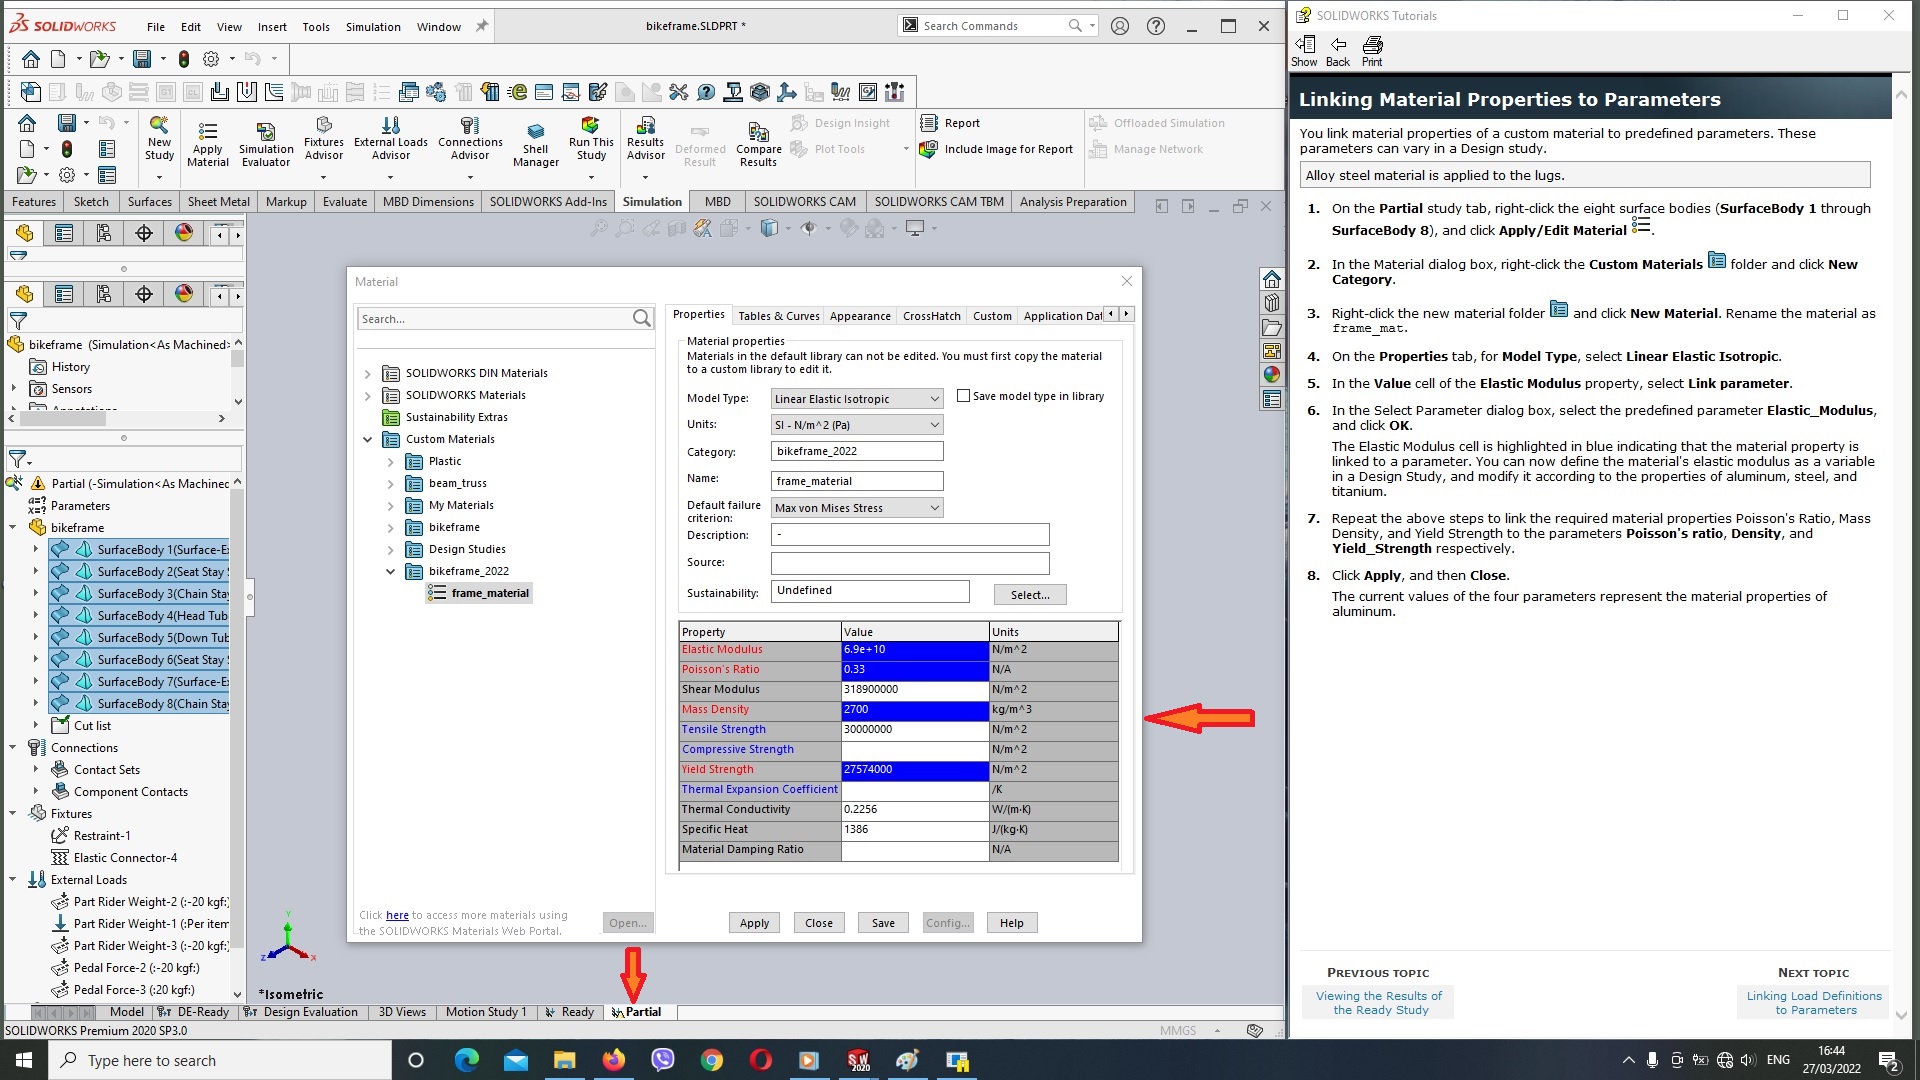 SOLIDWORKS
File Edit View Insert Tools Simulation Window
bikeframe.SLDPRT *
Search Commands
New Study
Apply Material
Simulation Evaluator
Fixtures Advisor
External Loads Advisor
Connections Advisor
Shell Manager
Run This Study
Results Advisor
Deformed Result
Compare Results
Design Insight
Plot Tools
Report
Include Image for Report
Offloaded Simulation
Manage Network
Features Sketch Surfaces Sheet Metal Markup Evaluate MBD Dimensions SOLIDWORKS Add-Ins Simulation MBD SOLIDWORKS CAM SOLIDWORKS CAM TBM Analysis Preparation
bikeframe (Simulation<As Machined>
History
Sensors
Partial (-Simulation<As Machined
Parameters
bikeframe
SurfaceBody 1(Surface-E
SurfaceBody 2(Seat Stay
SurfaceBody 3(Chain Sta
SurfaceBody 4(Head Tub
SurfaceBody 5(Down Tub
SurfaceBody 6(Seat Stay
SurfaceBody 7(Surface-E
SurfaceBody 8(Chain Sta
Cut list
Connections
Contact Sets
Component Contacts
Fixtures
Restraint-1
Elastic Connector-4
External Loads
Part Rider Weight-2 (:-20 kgf:)
Part Rider Weight-1 (:Per item
Part Rider Weight-3 (:-20 kgf:)
Pedal Force-2 (:-20 kgf:)
Pedal Force-3 (:20 kgf:)
Material
Search...
SOLIDWORKS DIN Materials
SOLIDWORKS Materials
Sustainability Extras
Custom Materials
Plastic
beam_truss
My Materials
bikeframe
Design Studies
bikeframe_2022
frame_material
Click here to access more materials using
the SOLIDWORKS Materials Web Portal.
Open...
Properties Tables & Curves Appearance CrossHatch Custom Application Dat
Material properties
Materials in the default library can not be edited. You must first copy the material
to a custom library to edit it.
Model Type: Linear Elastic Isotropic Save model type in library
Units: SI - N/m^2 (Pa)
Category: bikeframe_2022
Name: frame_material
Default failure criterion: Max von Mises Stress
Description: -
Source:
Sustainability: Undefined Select...
Property Value Units
Elastic Modulus 6.9e+10 N/m^2
Poisson's Ratio 0.33 N/A
Shear Modulus 318900000 N/m^2
Mass Density 2700 kg/m^3
Tensile Strength 30000000 N/m^2
Compressive Strength N/m^2
Yield Strength 27574000 N/m^2
Thermal Expansion Coefficient /K
Thermal Conductivity 0.2256 W/(m·K)
Specific Heat 1386 J/(kg·K)
Material Damping Ratio N/A
Apply Close Save Config... Help
Y
Z X
*Isometric
Model DE-Ready Design Evaluation 3D Views Motion Study 1 Ready Partial
SOLIDWORKS Premium 2020 SP3.0
MMGS
SOLIDWORKS Tutorials
Show Back Print
Linking Material Properties to Parameters
You link material properties of a custom material to predefined parameters. These
parameters can vary in a Design study.
Alloy steel material is applied to the lugs.
1. On the Partial study tab, right-click the eight surface bodies (SurfaceBody 1 through
SurfaceBody 8), and click Apply/Edit Material .
2. In the Material dialog box, right-click the Custom Materials folder and click New
Category.
3. Right-click the new material folder and click New Material. Rename the material as
frame_mat.
4. On the Properties tab, for Model Type, select Linear Elastic Isotropic.
5. In the Value cell of the Elastic Modulus property, select Link parameter.
6. In the Select Parameter dialog box, select the predefined parameter Elastic_Modulus,
and click OK.
The Elastic Modulus cell is highlighted in blue indicating that the material property is
linked to a parameter. You can now define the material's elastic modulus as a variable
in a Design Study, and modify it according to the properties of aluminum, steel, and
titanium.
7. Repeat the above steps to link the required material properties Poisson's Ratio, Mass
Density, and Yield Strength to the parameters Poisson's ratio, Density, and
Yield_Strength respectively.
8. Click Apply, and then Close.
The current values of the four parameters represent the material properties of
aluminum.
PREVIOUS TOPIC
Viewing the Results of
the Ready Study
NEXT TOPIC
Linking Load Definitions
to Parameters
Type here to search
SW 2020
ENG
16:44
27/03/2022
2